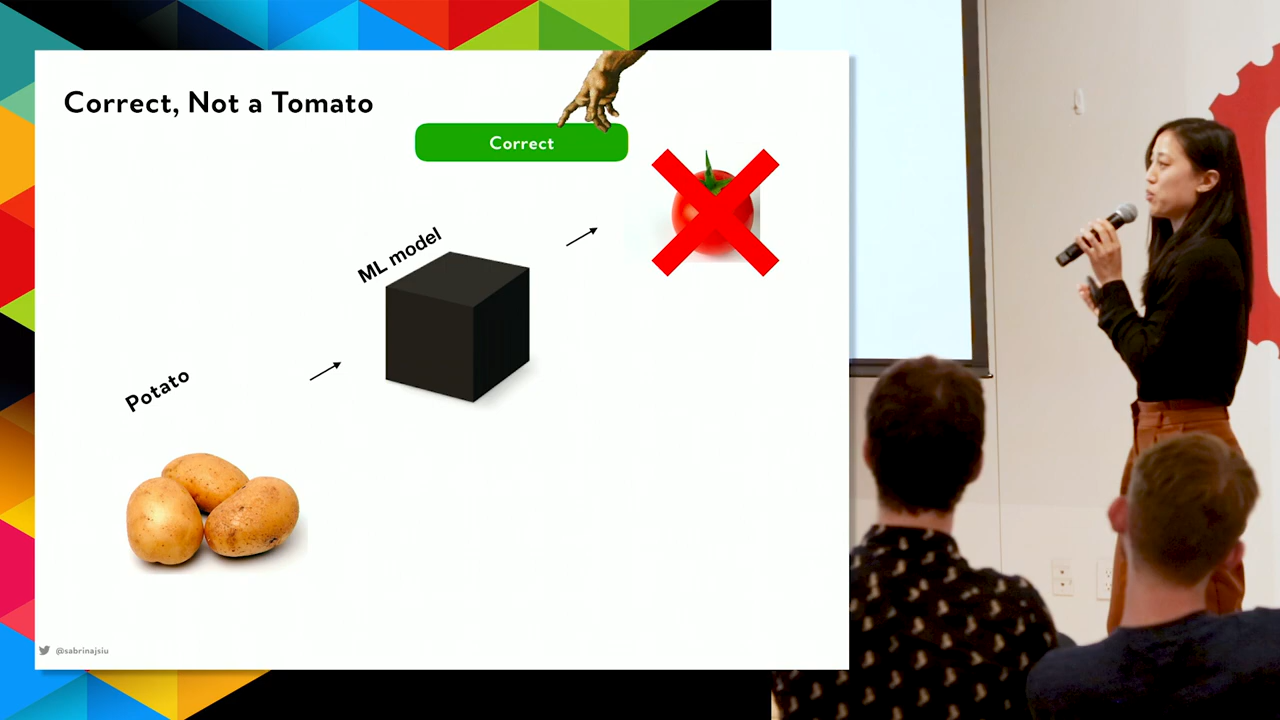 Correct, Not a Tomato
Correct
ML model
Potato
@sabrinajsiu